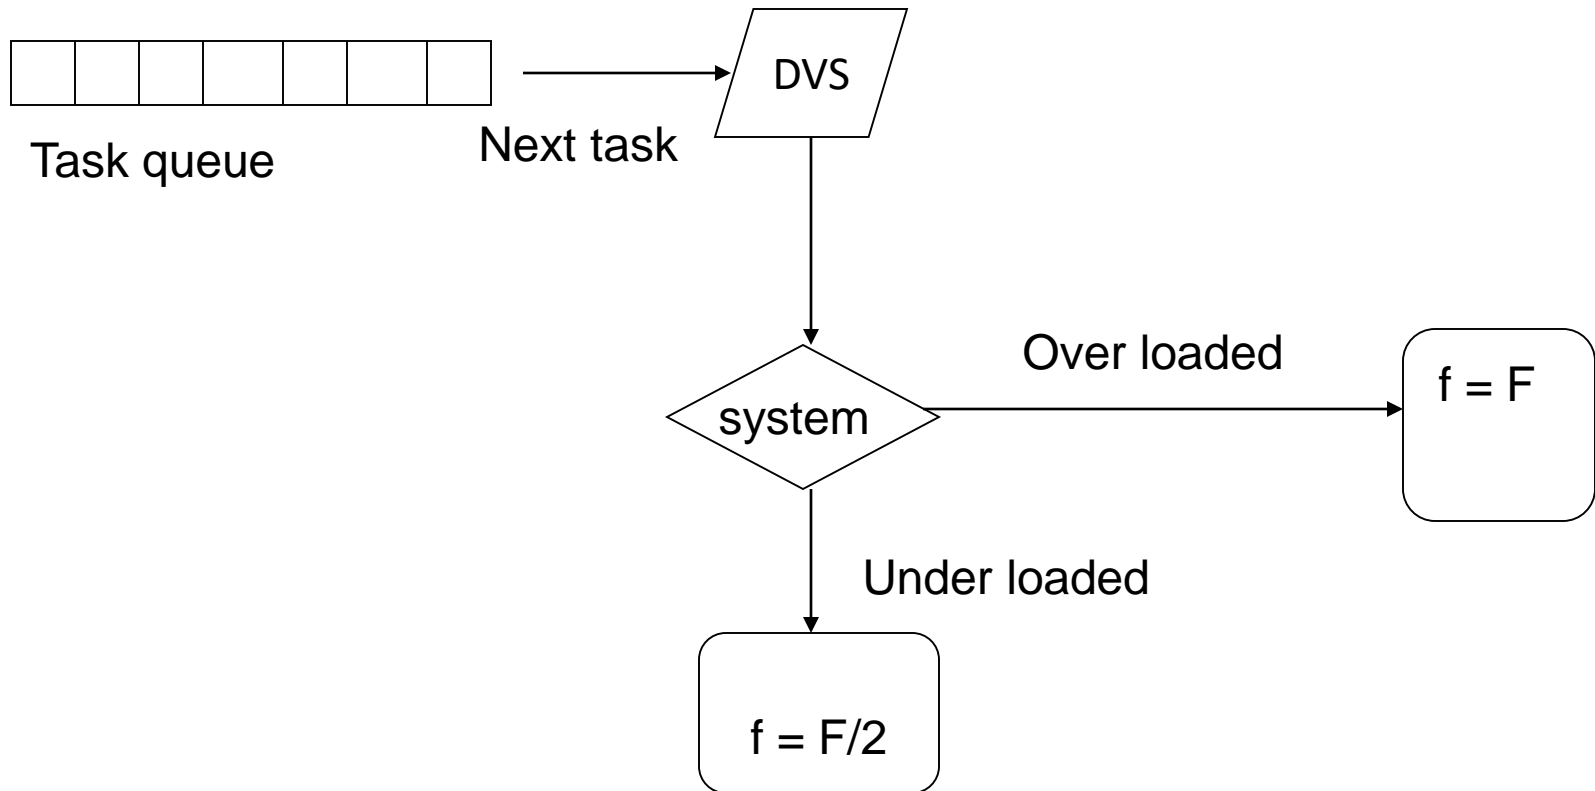 DVS
Task queue
Next task
Over loaded
f = F
system
Under loaded
f = F/2